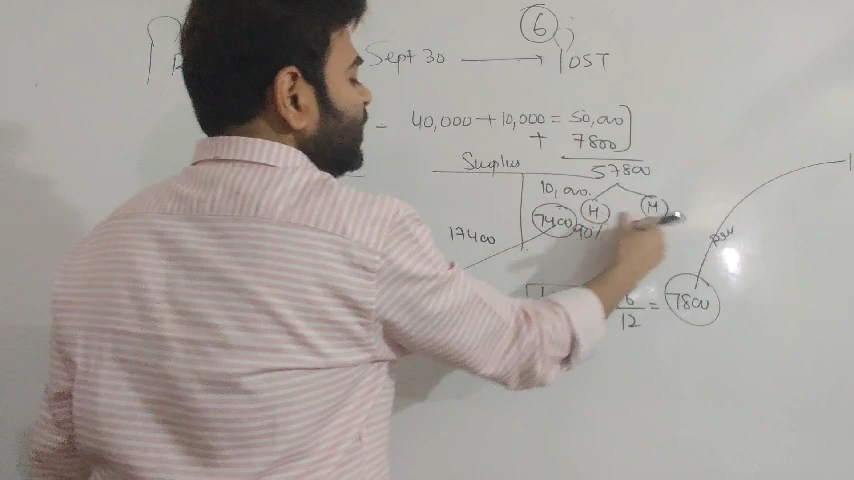 6
Sept 30 → POST
- 40,000 + 10,000 = 50,000
+ 7800
57800
Surplus
10,000.
H M
7400 90%
17400
6/12 = 7800